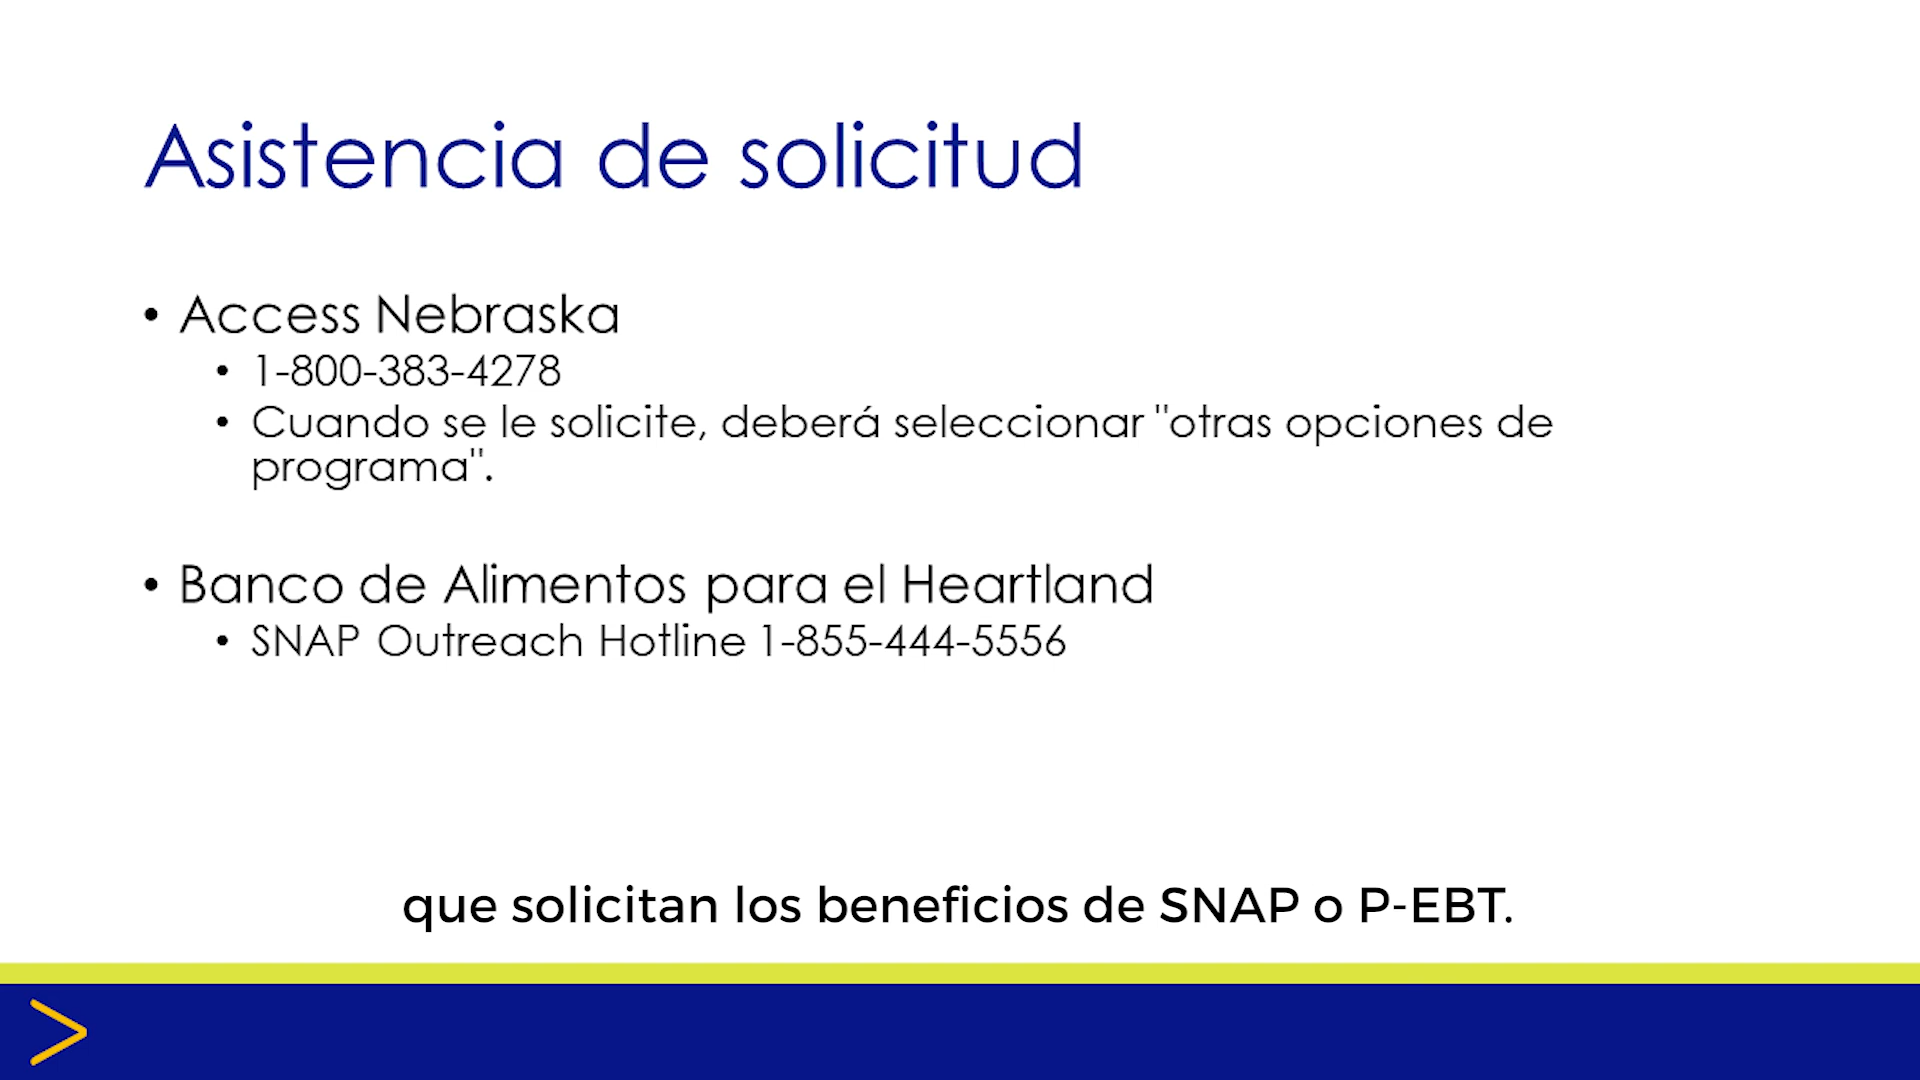 Asistencia de solicitud
• Access Nebraska
• 1-800-383-4278
• Cuando se le solicite, deberá seleccionar "otras opciones de
programa".
• Banco de Alimentos para el Heartland
• SNAP Outreach Hotline 1-855-444-5556
que solicitan los beneficios de SNAP o P-EBT.